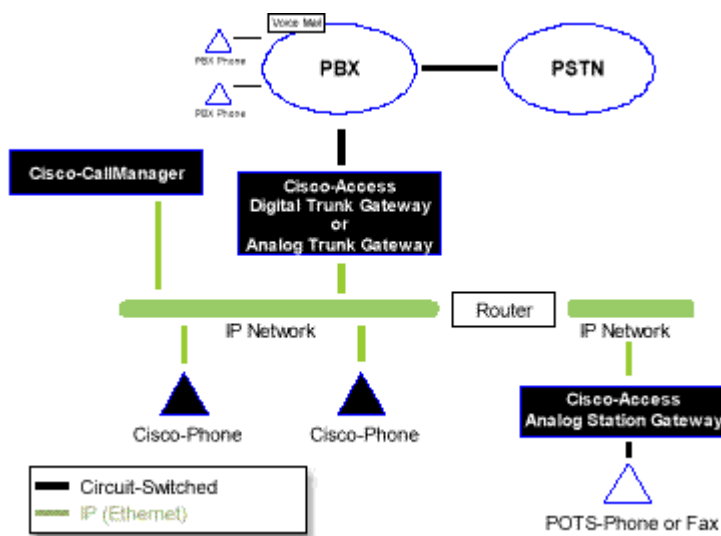 Voice Mail
PBX Phone
PBX
PSTN
PBX Phone
Cisco-CallManager
Cisco-Access
Digital Trunk Gateway
or
Analog Trunk Gateway
Router
IP Network
IP Network
Cisco-Phone
Cisco-Phone
Cisco-Access
Analog Station Gateway
Circuit-Switched
IP (Ethernet)
POTS-Phone or Fax